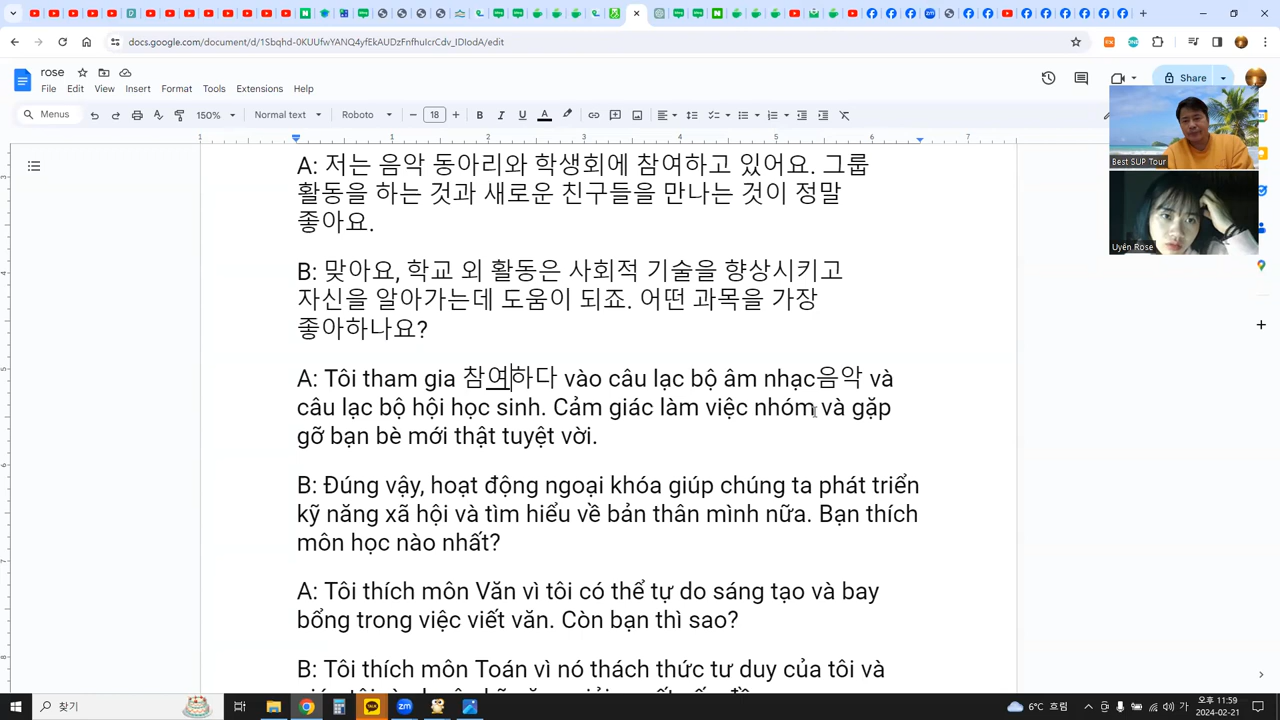 docs.google.com/document/d/1Sbqhd-0KUUfwYANQ4yfEkAUDzFnfhuIcrCdv_IDIodA/edit
rose
File Edit View Insert Format Tools Extensions Help
Share
Menus 150% Normal text Roboto 18
1 1 2 3 4 5 6 7
A: 저는 음악 동아리와 학생회에 참여하고 있어요. 그룹
활동을 하는 것과 새로운 친구들을 만나는 것이 정말
좋아요.
B: 맞아요, 학교 외 활동은 사회적 기술을 향상시키고
자신을 알아가는데 도움이 되죠. 어떤 과목을 가장
좋아하나요?
A: Tôi tham gia 참여하다 vào câu lạc bộ âm nhạc음악 và
câu lạc bộ hội học sinh. Cảm giác làm việc nhóm và gặp
gỡ bạn bè mới thật tuyệt vời.
B: Đúng vậy, hoạt động ngoại khóa giúp chúng ta phát triển
kỹ năng xã hội và tìm hiểu về bản thân mình nữa. Bạn thích
môn học nào nhất?
A: Tôi thích môn Văn vì tôi có thể tự do sáng tạo và bay
bổng trong việc viết văn. Còn bạn thì sao?
B: Tôi thích môn Toán vì nó thách thức tư duy của tôi và
Best SUP Tour
Uyên Rose
찾기
6°C 흐림
가
오후 11:59
2024-02-21